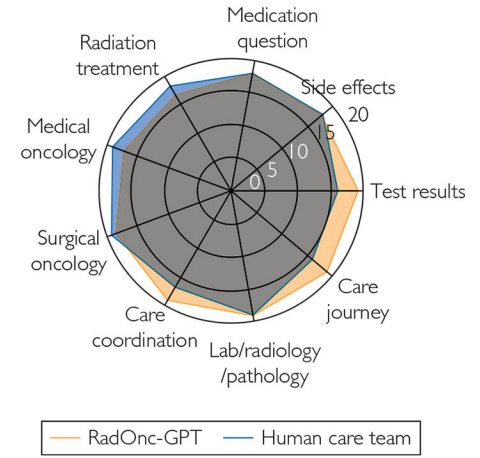 Medication
question
Radiation
treatment
Side effects
20
15
10
5
0
Medical
oncology
Test results
Surgical
oncology
Care
journey
Care
coordination
Lab/radiology
/pathology
RadOnc-GPT
Human care team